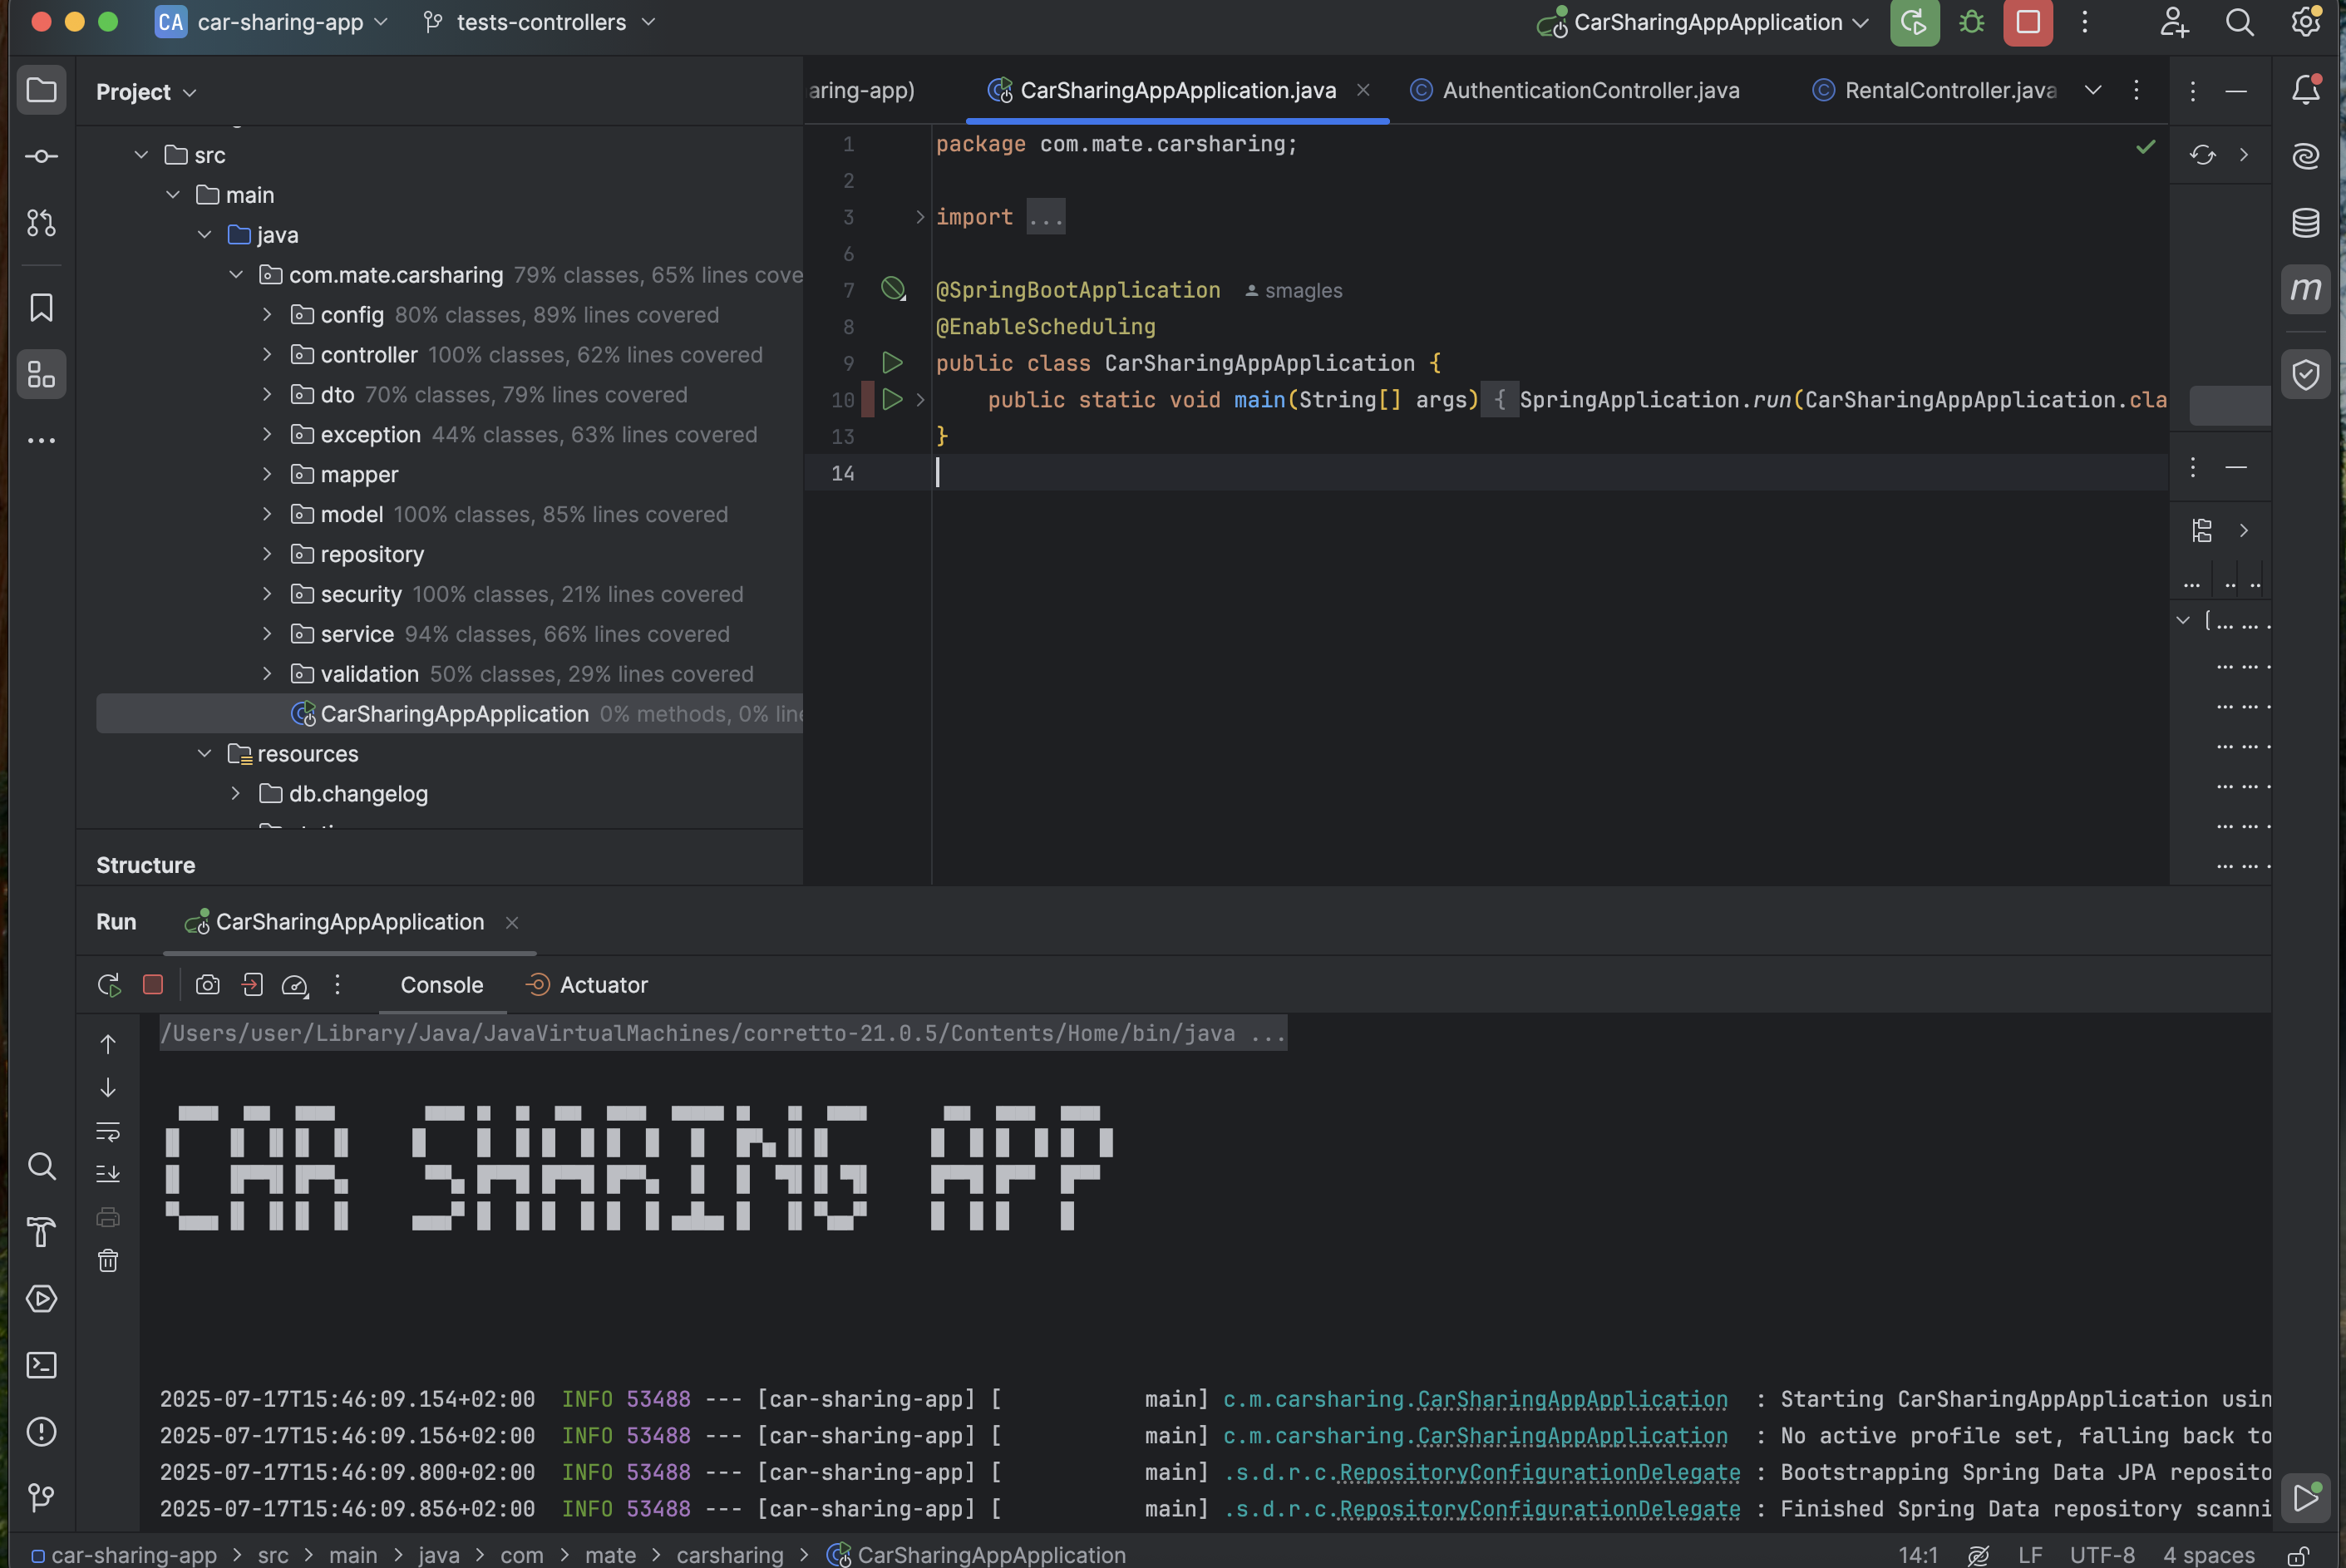 CA car-sharing-app tests-controllers CarSharingAppApplication
Project
src
main
java
com.mate.carsharing 79% classes, 65% lines cove
config 80% classes, 89% lines covered
controller 100% classes, 62% lines covered
dto 70% classes, 79% lines covered
exception 44% classes, 63% lines covered
mapper
model 100% classes, 85% lines covered
repository
security 100% classes, 21% lines covered
service 94% classes, 66% lines covered
validation 50% classes, 29% lines covered
CarSharingAppApplication 0% methods, 0% line
resources
db.changelog
Structure
aring-app) CarSharingAppApplication.java AuthenticationController.java RentalController.java
1 package com.mate.carsharing;
2
3 import ...
6
7 @SpringBootApplication smagles
8 @EnableScheduling
9 public class CarSharingAppApplication {
10 public static void main(String[] args) { SpringApplication.run(CarSharingAppApplication.cla
13 }
14
m
Run CarSharingAppApplication
Console Actuator
/Users/user/Library/Java/JavaVirtualMachines/corretto-21.0.5/Contents/Home/bin/java ...
CAR SHARING APP
2025-07-17T15:46:09.154+02:00 INFO 53488 --- [car-sharing-app] [ main] c.m.carsharing.CarSharingAppApplication : Starting CarSharingAppApplication usin
2025-07-17T15:46:09.156+02:00 INFO 53488 --- [car-sharing-app] [ main] c.m.carsharing.CarSharingAppApplication : No active profile set, falling back to
2025-07-17T15:46:09.800+02:00 INFO 53488 --- [car-sharing-app] [ main] .s.d.r.c.RepositoryConfigurationDelegate : Bootstrapping Spring Data JPA reposito
2025-07-17T15:46:09.856+02:00 INFO 53488 --- [car-sharing-app] [ main] .s.d.r.c.RepositoryConfigurationDelegate : Finished Spring Data repository scanni
car-sharing-app > src > main > java > com > mate > carsharing > CarSharingAppApplication 14:1 LF UTF-8 4 spaces